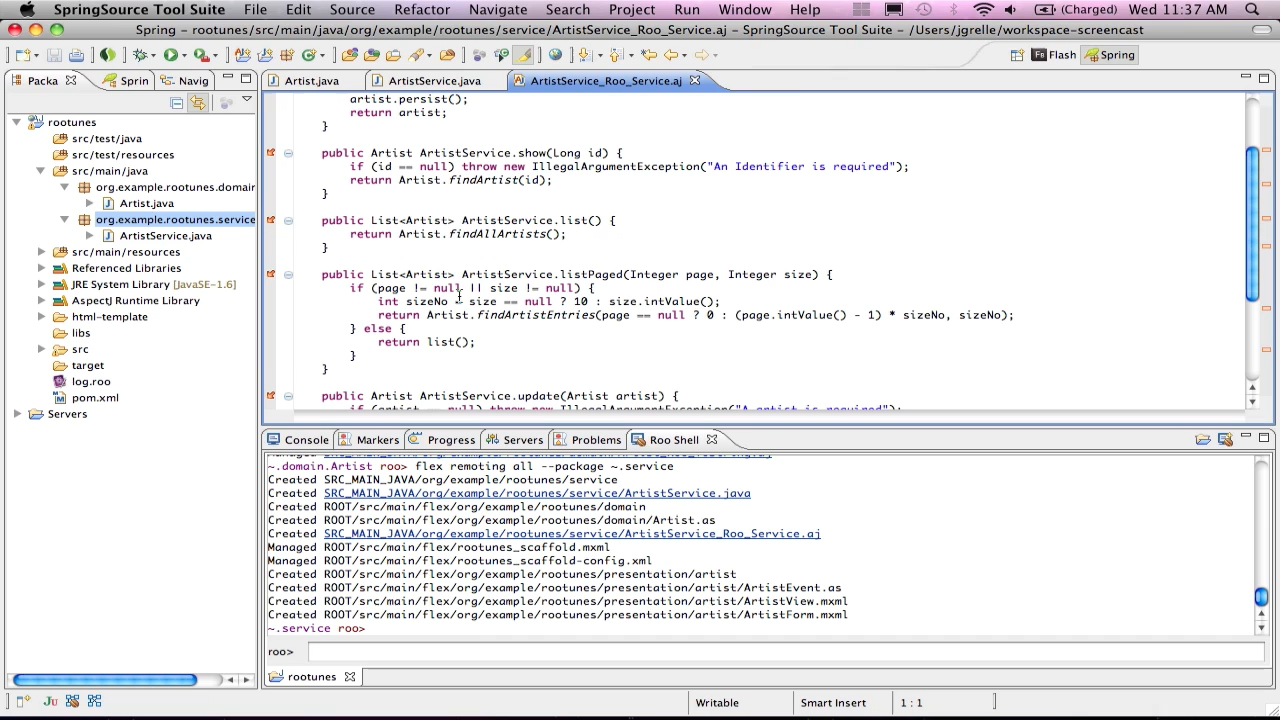 SpringSource Tool Suite File Edit Source Refactor Navigate Search Project Run Window Help (Charged) Wed 11:37 AM
Spring - rootunes/src/main/java/org/example/rootunes/service/ArtistService_Roo_Service.aj - SpringSource Tool Suite - /Users/jgrelle/workspace-screencast
Flash Spring
Packa Sprin Navig
Artist.java ArtistService.java ArtistService_Roo_Service.aj
rootunes
src/test/java
src/test/resources
src/main/java
org.example.rootunes.domain
Artist.java
org.example.rootunes.service
ArtistService.java
src/main/resources
Referenced Libraries
JRE System Library [JavaSE-1.6]
AspectJ Runtime Library
html-template
libs
src
target
log.roo
pom.xml
Servers
artist.persist();
return artist;
}
public Artist ArtistService.show(Long id) {
if (id == null) throw new IllegalArgumentException("An Identifier is required");
return Artist.findArtist(id);
}
public List<Artist> ArtistService.list() {
return Artist.findAllArtists();
}
public List<Artist> ArtistService.listPaged(Integer page, Integer size) {
if (page != null || size != null) {
int sizeNo = size == null ? 10 : size.intValue();
return Artist.findArtistEntries(page == null ? 0 : (page.intValue() - 1) * sizeNo, sizeNo);
} else {
return list();
}
}
public Artist ArtistService.update(Artist artist) {
if (artist == null) throw new IllegalArgumentException("A artist is required");
Console Markers Progress Servers Problems Roo Shell
~.domain.Artist roo> flex remoting all --package ~.service
Created SRC_MAIN_JAVA/org/example/rootunes/service
Created SRC_MAIN_JAVA/org/example/rootunes/service/ArtistService.java
Created ROOT/src/main/flex/org/example/rootunes/domain
Created ROOT/src/main/flex/org/example/rootunes/domain/Artist.as
Created SRC_MAIN_JAVA/org/example/rootunes/service/ArtistService_Roo_Service.aj
Managed ROOT/src/main/flex/rootunes_scaffold.mxml
Managed ROOT/src/main/flex/rootunes_scaffold-config.xml
Created ROOT/src/main/flex/org/example/rootunes/presentation/artist
Created ROOT/src/main/flex/org/example/rootunes/presentation/artist/ArtistEvent.as
Created ROOT/src/main/flex/org/example/rootunes/presentation/artist/ArtistView.mxml
Created ROOT/src/main/flex/org/example/rootunes/presentation/artist/ArtistForm.mxml
~.service roo>
roo>
rootunes
Ju Writable Smart Insert 1 : 1